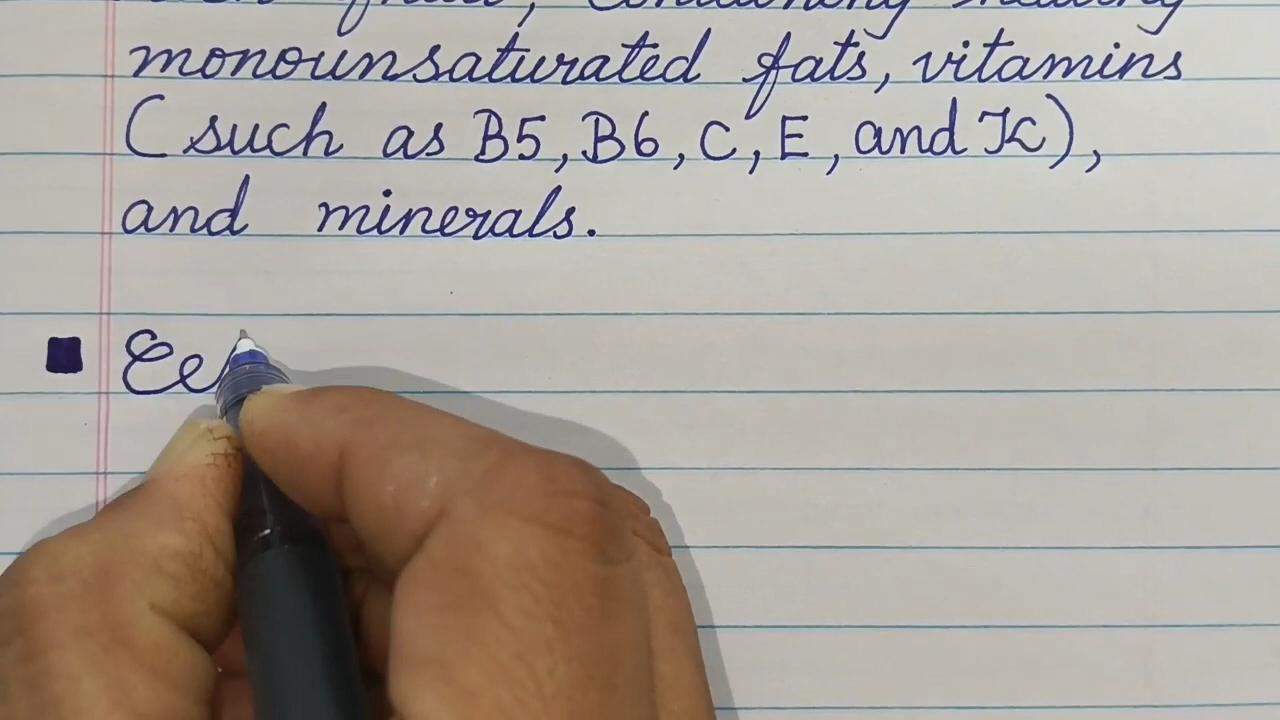 monounsaturated fats, vitamins
(such as B5, B6, C, E, and K),
and minerals.